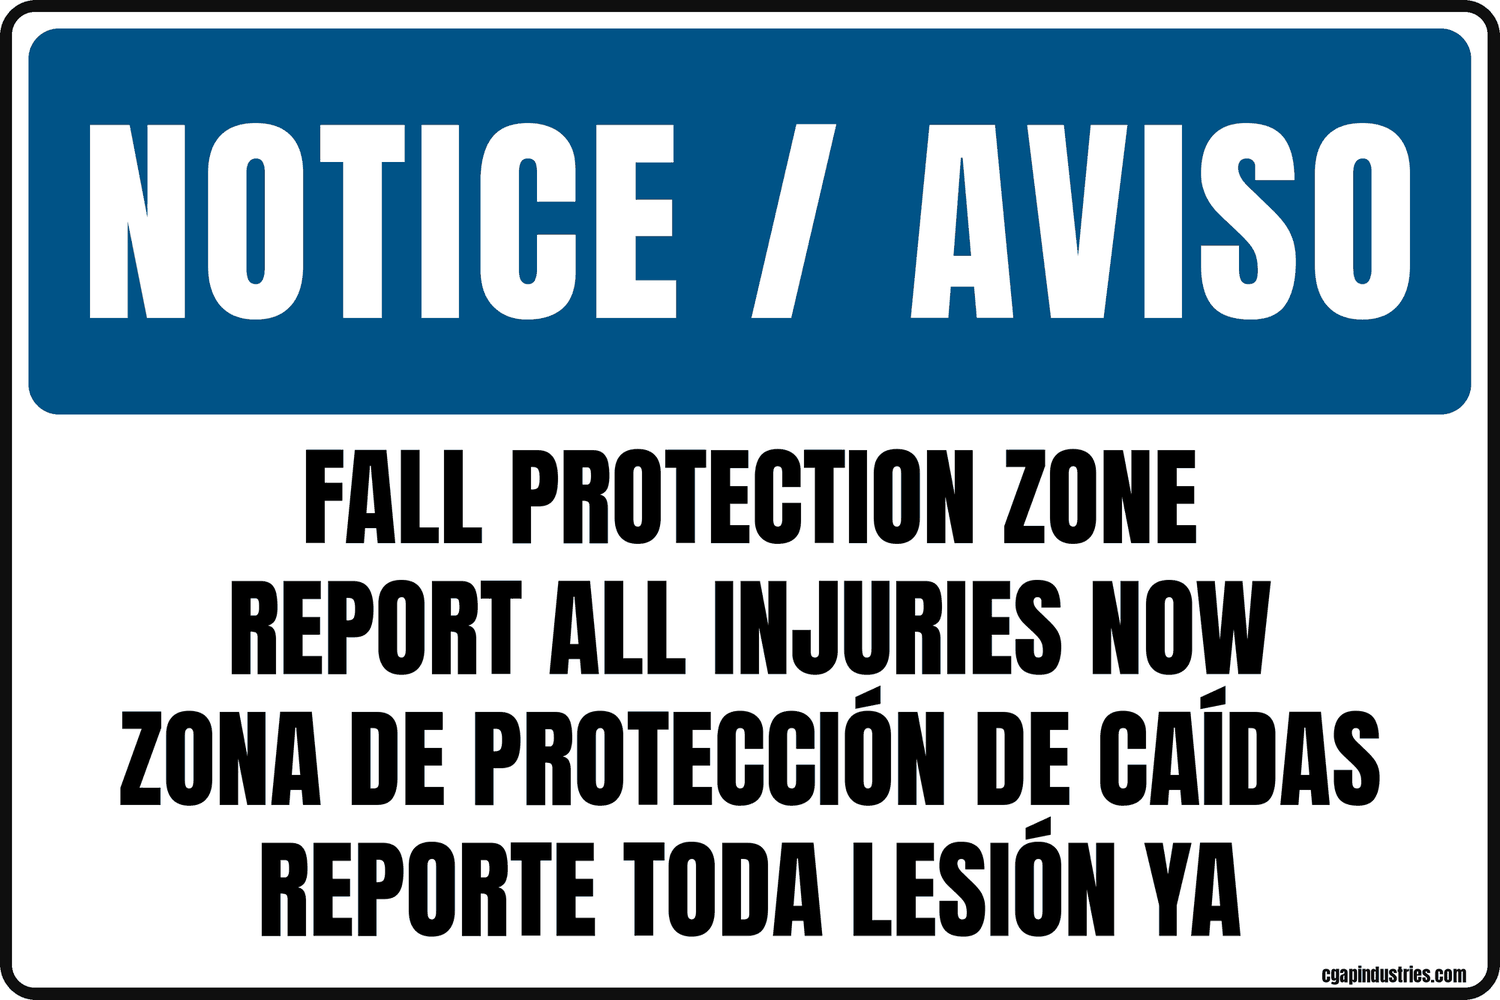 NOTICE / AVISO
FALL PROTECTION ZONE
REPORT ALL INJURIES NOW
ZONA DE PROTECCIÓN DE CAÍDAS
REPORTE TODA LESIÓN YA
cgapindustries.com